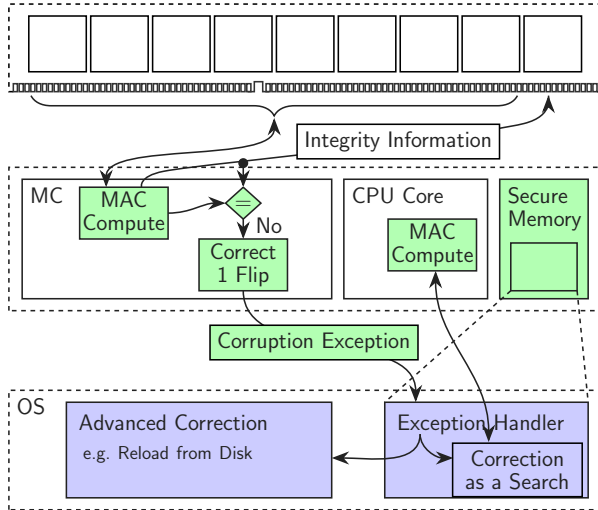 Integrity Information
MC
MAC
Compute
=
No
Correct
1 Flip
CPU Core
MAC
Compute
Secure
Memory
Corruption Exception
OS
Advanced Correction
e.g. Reload from Disk
Exception Handler
Correction
as a Search